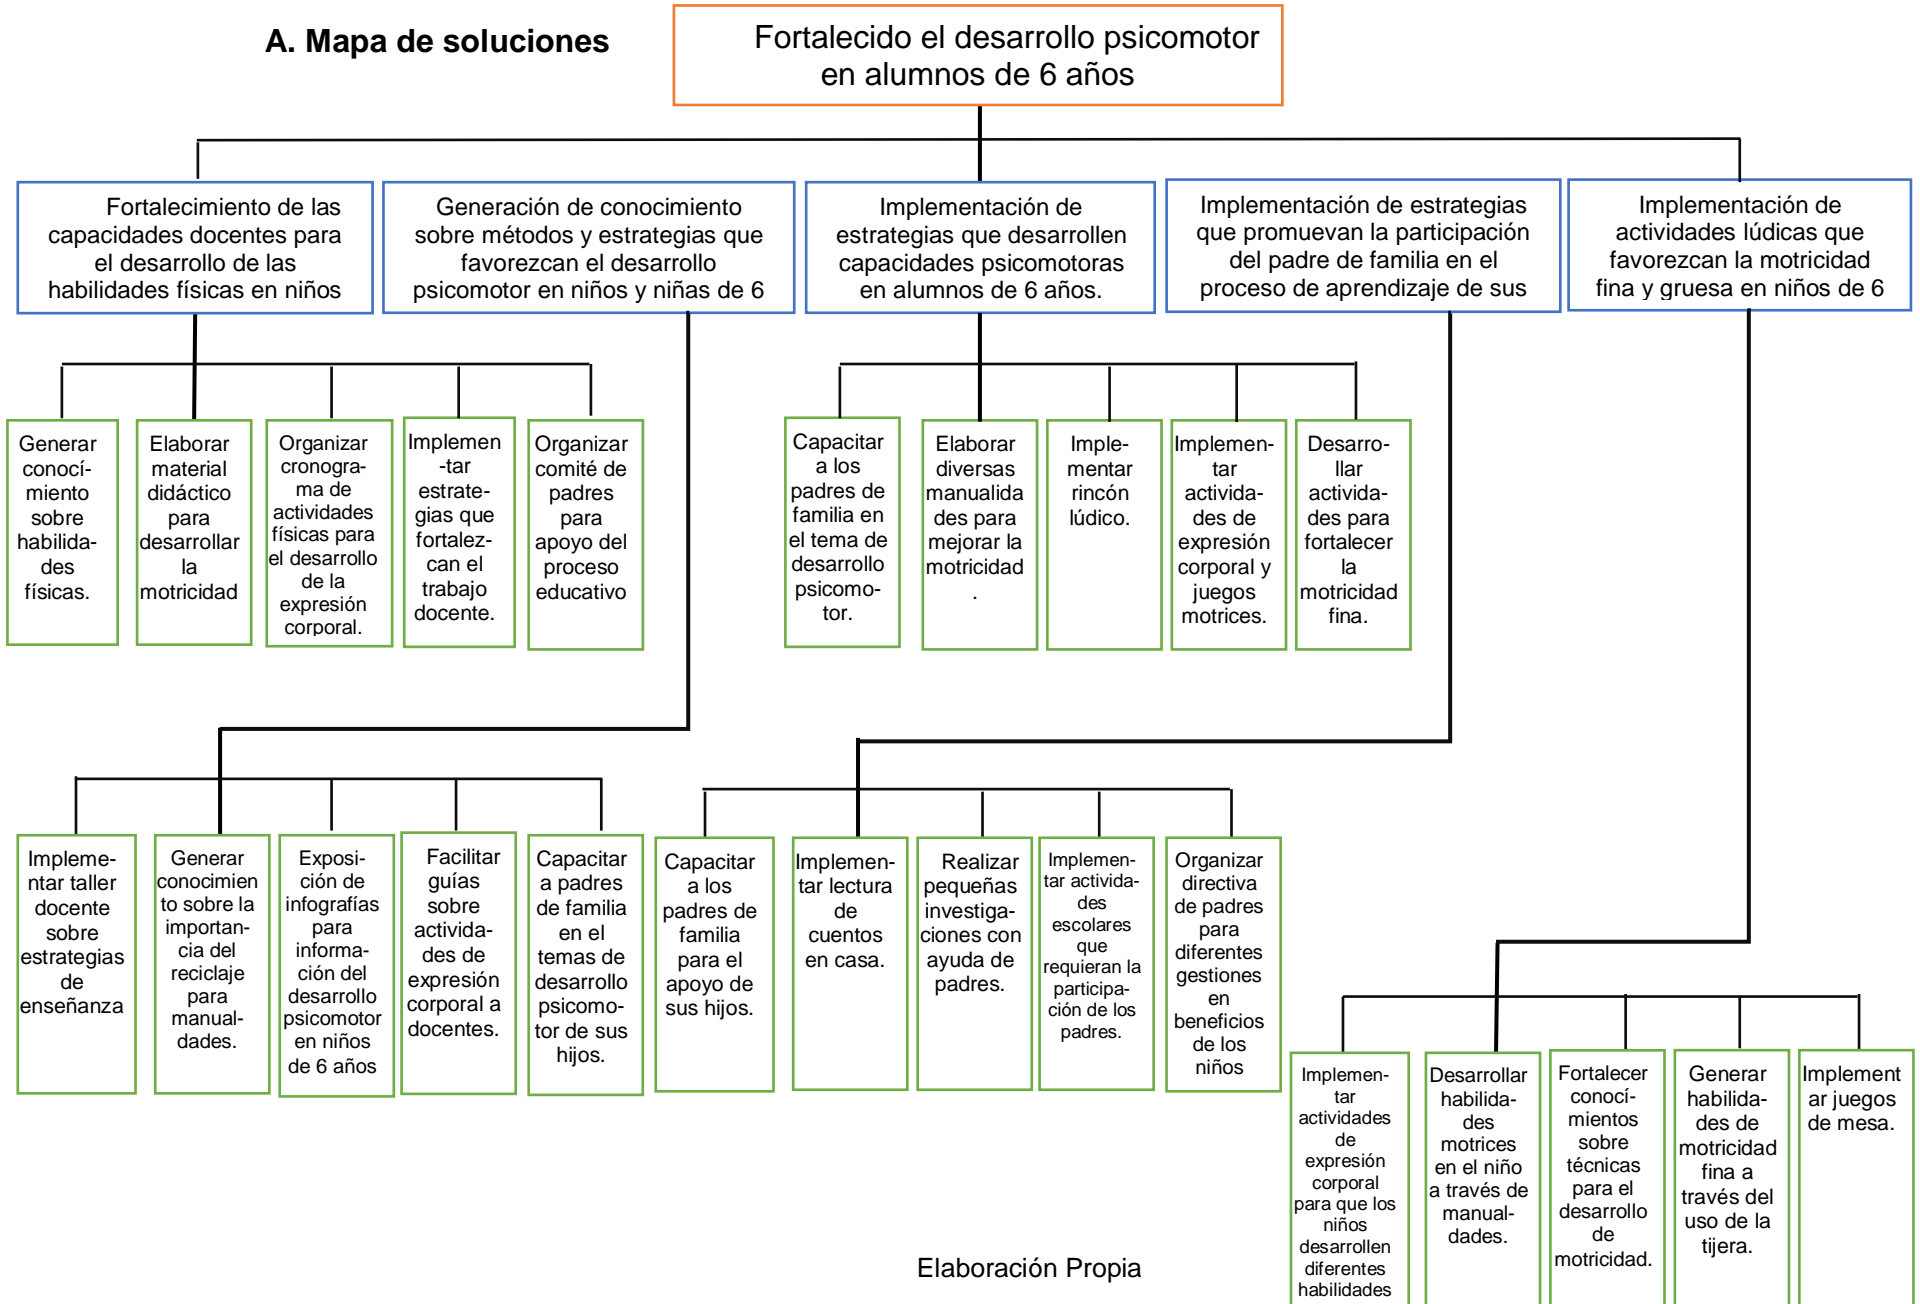 A. Mapa de soluciones
Fortalecido el desarrollo psicomotor
en alumnos de 6 años
Fortalecimiento de las
capacidades docentes para
el desarrollo de las
habilidades físicas en niños
Generación de conocimiento
sobre métodos y estrategias que
favorezcan el desarrollo
psicomotor en niños y niñas de 6
Implementación de
estrategias que desarrollen
capacidades psicomotoras
en alumnos de 6 años.
Implementación de estrategias
que promuevan la participación
del padre de familia en el
proceso de aprendizaje de sus
Implementación de
actividades lúdicas que
favorezcan la motricidad
fina y gruesa en niños de 6
Generar
conocí-
miento
sobre
habilida-
des
físicas.
Elaborar
material
didáctico
para
desarrollar
la
motricidad
Organizar
cronogra-
ma de
actividades
físicas para
el desarrollo
de la
expresión
corporal.
Implemen
-tar
estrate-
gias que
fortalez-
can el
trabajo
docente.
Organizar
comité de
padres
para
apoyo del
proceso
educativo
Capacitar
a los
padres de
familia en
el tema de
desarrollo
psicomo-
tor.
Elaborar
diversas
manualida
des para
mejorar la
motricidad
.
Imple-
mentar
rincón
lúdico.
Implemen-
tar
activida-
des de
expresión
corporal y
juegos
motrices.
Desarro-
llar
activida-
des para
fortalecer
la
motricidad
fina.
Impleme-
ntar taller
docente
sobre
estrategias
de
enseñanza
Generar
conocimien
to sobre la
importan-
cia del
reciclaje
para
manual-
dades.
Exposi-
ción de
infografías
para
informa-
ción del
desarrollo
psicomotor
en niños
de 6 años
Facilitar
guías
sobre
activida-
des de
expresión
corporal a
docentes.
Capacitar
a padres
de familia
en el
temas de
desarrollo
psicomo-
tor de sus
hijos.
Capacitar
a los
padres de
familia
para el
apoyo de
sus hijos.
Implemen-
tar lectura
de
cuentos
en casa.
Realizar
pequeñas
investiga-
ciones con
ayuda de
padres.
Implemen-
tar activida-
des
escolares
que
requieran la
participa-
ción de los
padres.
Organizar
directiva
de padres
para
diferentes
gestiones
en
beneficios
de los
niños
Implemen-
tar
actividades
de
expresión
corporal
para que los
niños
desarrollen
diferentes
habilidades
Desarrollar
habilida-
des
motrices
en el niño
a través de
manual-
dades.
Fortalecer
conocí-
mientos
sobre
técnicas
para el
desarrollo
de
motricidad.
Generar
habilida-
des de
motricidad
fina a
través del
uso de la
tijera.
Implement
ar juegos
de mesa.
Elaboración Propia